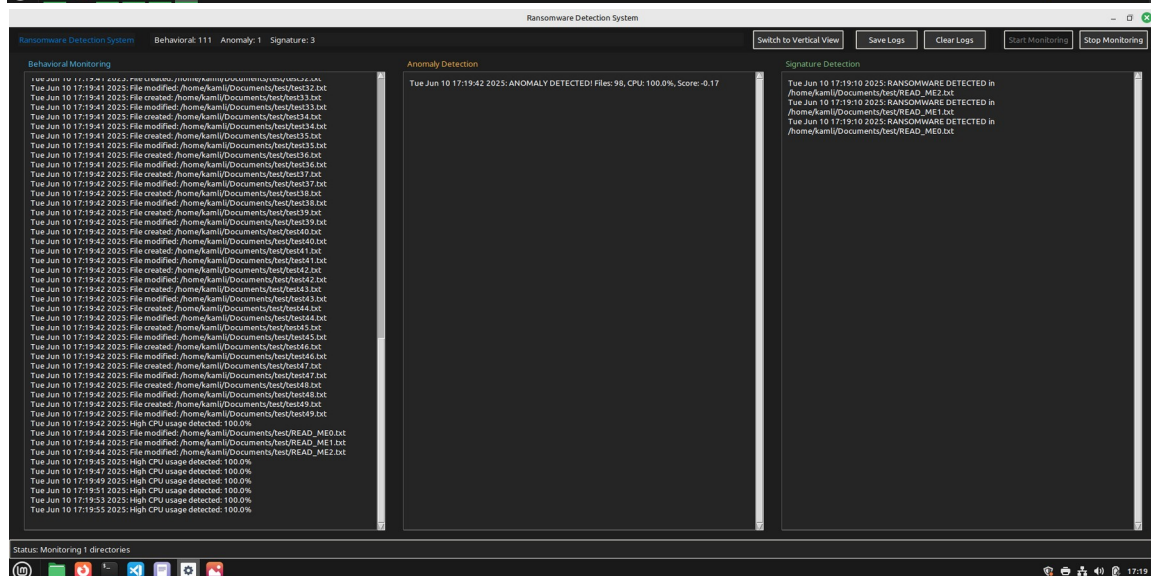 Ransomware Detection System
Ransomware Detection System Behavioral: 111 Anomaly: 1 Signature: 3 Switch to Vertical View Save Logs Clear Logs Start Monitoring Stop Monitoring
Behavioral Monitoring
Tue Jun 10 17:19:41 2025: File created: /home/kamli/Documents/test/test32.txt
Tue Jun 10 17:19:41 2025: File modified: /home/kamli/Documents/test/test32.txt
Tue Jun 10 17:19:41 2025: File created: /home/kamli/Documents/test/test33.txt
Tue Jun 10 17:19:41 2025: File modified: /home/kamli/Documents/test/test33.txt
Tue Jun 10 17:19:41 2025: File created: /home/kamli/Documents/test/test34.txt
Tue Jun 10 17:19:41 2025: File modified: /home/kamli/Documents/test/test34.txt
Tue Jun 10 17:19:41 2025: File created: /home/kamli/Documents/test/test35.txt
Tue Jun 10 17:19:41 2025: File modified: /home/kamli/Documents/test/test35.txt
Tue Jun 10 17:19:41 2025: File created: /home/kamli/Documents/test/test36.txt
Tue Jun 10 17:19:41 2025: File modified: /home/kamli/Documents/test/test36.txt
Tue Jun 10 17:19:42 2025: File created: /home/kamli/Documents/test/test37.txt
Tue Jun 10 17:19:42 2025: File modified: /home/kamli/Documents/test/test37.txt
Tue Jun 10 17:19:42 2025: File created: /home/kamli/Documents/test/test38.txt
Tue Jun 10 17:19:42 2025: File modified: /home/kamli/Documents/test/test38.txt
Tue Jun 10 17:19:42 2025: File created: /home/kamli/Documents/test/test39.txt
Tue Jun 10 17:19:42 2025: File modified: /home/kamli/Documents/test/test39.txt
Tue Jun 10 17:19:42 2025: File created: /home/kamli/Documents/test/test40.txt
Tue Jun 10 17:19:42 2025: File modified: /home/kamli/Documents/test/test40.txt
Tue Jun 10 17:19:42 2025: File created: /home/kamli/Documents/test/test41.txt
Tue Jun 10 17:19:42 2025: File modified: /home/kamli/Documents/test/test41.txt
Tue Jun 10 17:19:42 2025: File created: /home/kamli/Documents/test/test42.txt
Tue Jun 10 17:19:42 2025: File modified: /home/kamli/Documents/test/test42.txt
Tue Jun 10 17:19:42 2025: File created: /home/kamli/Documents/test/test43.txt
Tue Jun 10 17:19:42 2025: File modified: /home/kamli/Documents/test/test43.txt
Tue Jun 10 17:19:42 2025: File created: /home/kamli/Documents/test/test44.txt
Tue Jun 10 17:19:42 2025: File modified: /home/kamli/Documents/test/test44.txt
Tue Jun 10 17:19:42 2025: File created: /home/kamli/Documents/test/test45.txt
Tue Jun 10 17:19:42 2025: File modified: /home/kamli/Documents/test/test45.txt
Tue Jun 10 17:19:42 2025: File created: /home/kamli/Documents/test/test46.txt
Tue Jun 10 17:19:42 2025: File modified: /home/kamli/Documents/test/test46.txt
Tue Jun 10 17:19:42 2025: File created: /home/kamli/Documents/test/test47.txt
Tue Jun 10 17:19:42 2025: File modified: /home/kamli/Documents/test/test47.txt
Tue Jun 10 17:19:42 2025: File created: /home/kamli/Documents/test/test48.txt
Tue Jun 10 17:19:42 2025: File modified: /home/kamli/Documents/test/test48.txt
Tue Jun 10 17:19:42 2025: File created: /home/kamli/Documents/test/test49.txt
Tue Jun 10 17:19:42 2025: File modified: /home/kamli/Documents/test/test49.txt
Tue Jun 10 17:19:42 2025: High CPU usage detected: 100.0%
Tue Jun 10 17:19:44 2025: File modified: /home/kamli/Documents/test/READ_ME0.txt
Tue Jun 10 17:19:44 2025: File modified: /home/kamli/Documents/test/READ_ME1.txt
Tue Jun 10 17:19:44 2025: File modified: /home/kamli/Documents/test/READ_ME2.txt
Tue Jun 10 17:19:45 2025: High CPU usage detected: 100.0%
Tue Jun 10 17:19:47 2025: High CPU usage detected: 100.0%
Tue Jun 10 17:19:49 2025: High CPU usage detected: 100.0%
Tue Jun 10 17:19:51 2025: High CPU usage detected: 100.0%
Tue Jun 10 17:19:53 2025: High CPU usage detected: 100.0%
Tue Jun 10 17:19:55 2025: High CPU usage detected: 100.0%
Anomaly Detection
Tue Jun 10 17:19:42 2025: ANOMALY DETECTED! Files: 98, CPU: 100.0%, Score: -0.17
Signature Detection
Tue Jun 10 17:19:10 2025: RANSOMWARE DETECTED in
/home/kamli/Documents/test/READ_ME2.txt
Tue Jun 10 17:19:10 2025: RANSOMWARE DETECTED in
/home/kamli/Documents/test/READ_ME1.txt
Tue Jun 10 17:19:10 2025: RANSOMWARE DETECTED in
/home/kamli/Documents/test/READ_ME0.txt
Status: Monitoring 1 directories
17:19